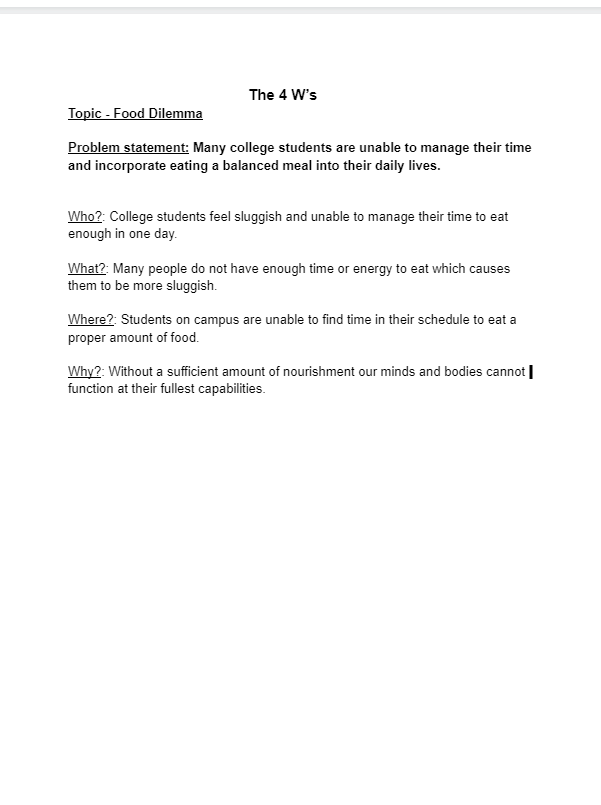 The 4 W's
Topic - Food Dilemma
Problem statement: Many college students are unable to manage their time
and incorporate eating a balanced meal into their daily lives.
Who?: College students feel sluggish and unable to manage their time to eat
enough in one day.
What?: Many people do not have enough time or energy to eat which causes
them to be more sluggish.
Where?: Students on campus are unable to find time in their schedule to eat a
proper amount of food.
Why?: Without a sufficient amount of nourishment our minds and bodies cannot
function at their fullest capabilities.